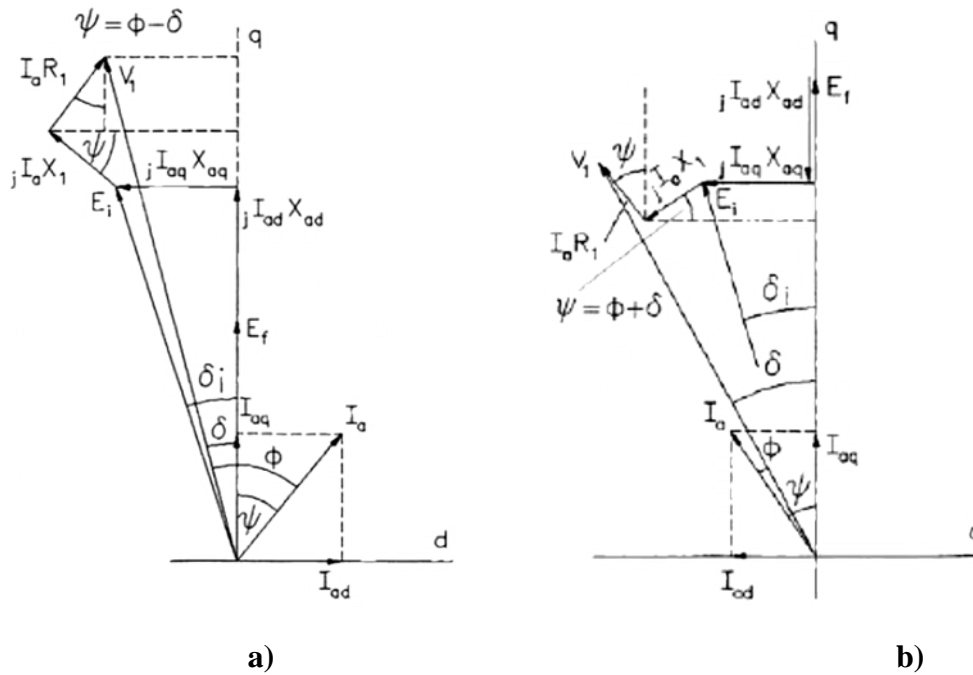 ψ = Φ − δ
q
I_aR_1
V_1
ψ
jI_aX_1
jI_aqX_aq
E_i
jI_adX_ad
E_f
δ_i
I_aq
I_a
δ
Φ
ψ
d
I_ad
a)
q
E_f
jI_adX_ad
jI_aqX_aq
V_1
ψ
jI_aX_1
E_i
I_aR_1
ψ = Φ + δ
δ_i
δ
I_a
Φ
I_aq
ψ
I_ad
b)